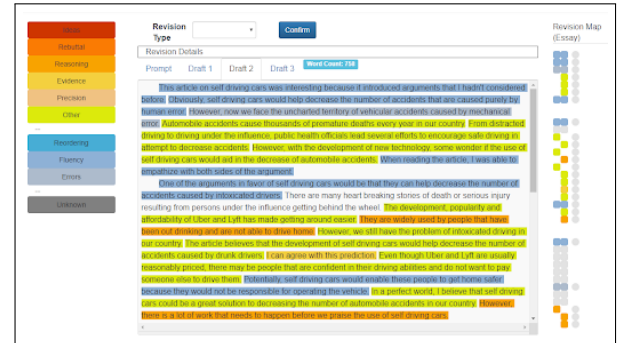 Ideas
Rebuttal
Reasoning
Evidence
Precision
Other
...
Reordering
Fluency
Errors
...
Unknown
Revision
Type
Confirm
Revision Details
Prompt Draft 1 Draft 2 Draft 3 Word Count: 758
This article on self driving cars was interesting because it introduced arguments that I hadn't considered
before. Obviously, self driving cars would help decrease the number of accidents that are caused purely by
human error. However, now we face the uncharted territory of vehicular accidents caused by mechanical
error. Automobile accidents cause thousands of premature deaths every year in our country. From distracted
driving to driving under the influence, public health officials lead several efforts to encourage safe driving in
attempt to decrease accidents. However, with the development of new technology, some wonder if the use of
self driving cars would aid in the decrease of automobile accidents. When reading the article, I was able to
empathize with both sides of the argument.
One of the arguments in favor of self driving cars would be that they can help decrease the number of
accidents caused by intoxicated drivers. There are many heart breaking stories of death or serious injury
resulting from persons under the influence getting behind the wheel. The development, popularity and
affordability of Uber and Lyft has made getting around easier. They are widely used by people that have
been out drinking and are not able to drive home. However, we still have the problem of intoxicated driving in
our country. The article believes that the development of self driving cars would help decrease the number of
accidents caused by drunk drivers. I can agree with this prediction. Even though Uber and Lyft are usually
reasonably priced, there may be people that are confident in their driving abilities and do not want to pay
someone else to drive them. Potentially, self driving cars would enable these people to get home safer
because they would not be responsible for operating the vehicle. In a perfect world, I believe that self driving
cars could be a great solution to decreasing the number of automobile accidents in our country. However,
there is a lot of work that needs to happen before we praise the use of self driving cars.
Revision Map
(Essay)